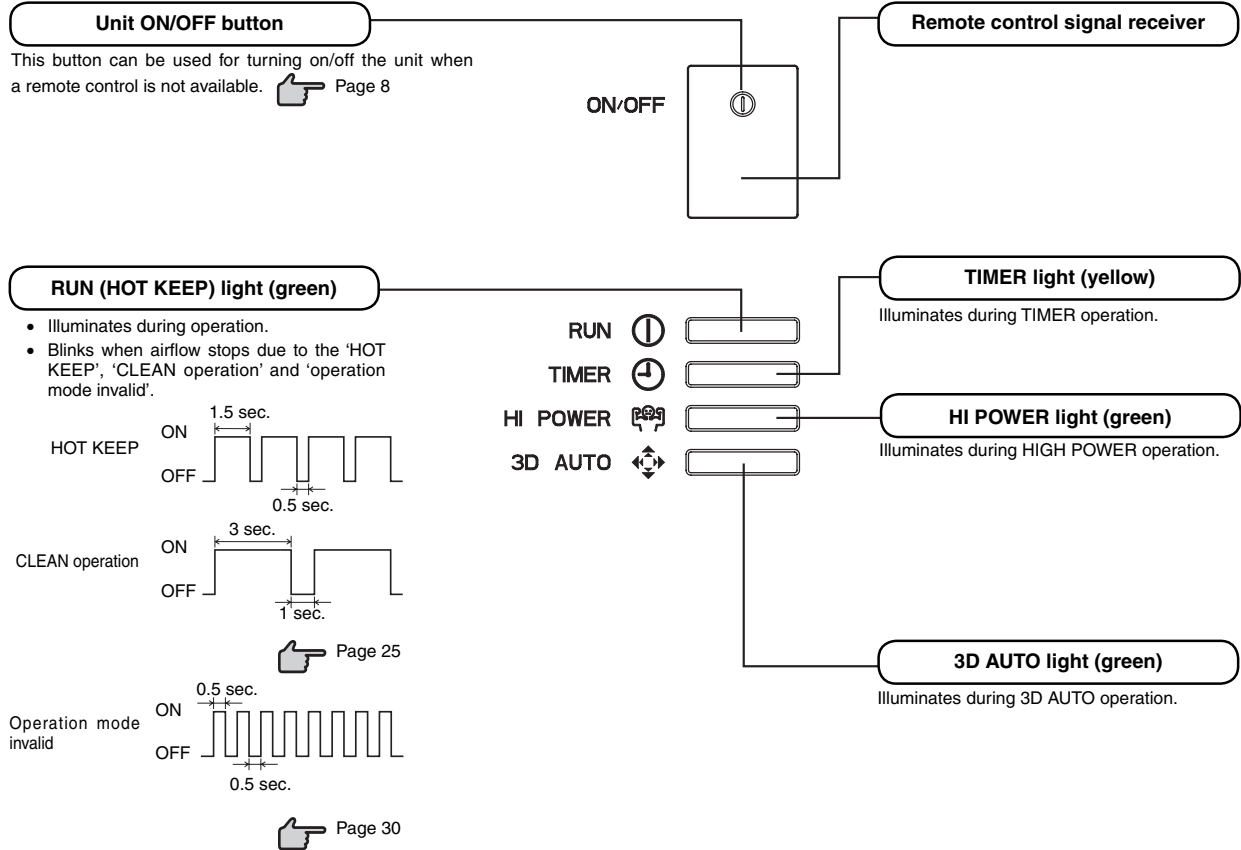 Unit ON/OFF button
This button can be used for turning on/off the unit when
a remote control is not available. Page 8
Remote control signal receiver
ON/OFF
RUN (HOT KEEP) light (green)
• Illuminates during operation.
• Blinks when airflow stops due to the ‘HOT
KEEP’, ‘CLEAN operation’ and ‘operation
mode invalid’.
HOT KEEP
ON
OFF
1.5 sec.
0.5 sec.
CLEAN operation
ON
OFF
3 sec.
1 sec.
Page 25
Operation mode
invalid
ON
OFF
0.5 sec.
0.5 sec.
Page 30
RUN
TIMER
HI POWER
3D AUTO
TIMER light (yellow)
Illuminates during TIMER operation.
HI POWER light (green)
Illuminates during HIGH POWER operation.
3D AUTO light (green)
Illuminates during 3D AUTO operation.